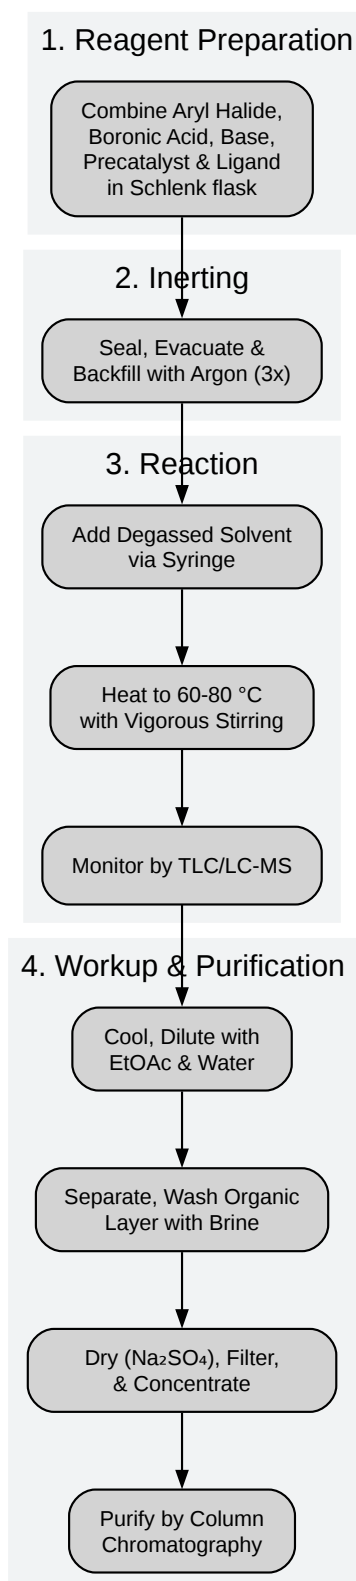 1. Reagent Preparation
Combine Aryl Halide,
Boronic Acid, Base,
Precatalyst & Ligand
in Schlenk flask
2. Inerting
Seal, Evacuate &
Backfill with Argon (3x)
3. Reaction
Add Degassed Solvent
via Syringe
Heat to 60-80 °C
with Vigorous Stirring
Monitor by TLC/LC-MS
4. Workup & Purification
Cool, Dilute with
EtOAc & Water
Separate, Wash Organic
Layer with Brine
Dry (Na₂SO₄), Filter,
& Concentrate
Purify by Column
Chromatography